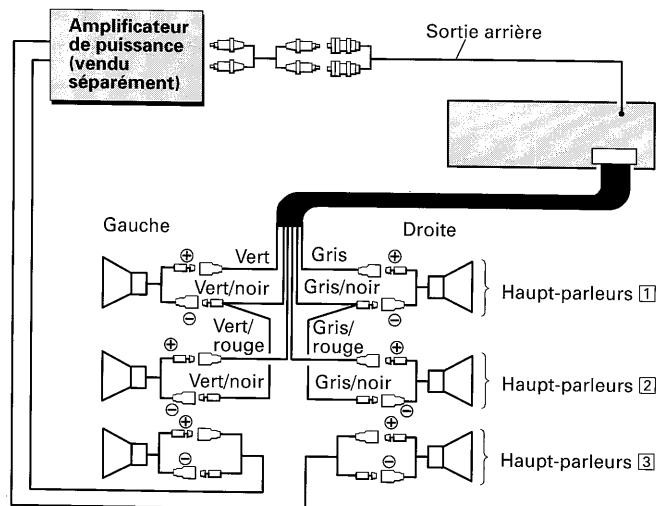 Amplificateur
de puissance
(vendu
séparément)
Sortie arrière
Gauche
Droite
⊕
Vert
Gris
⊕
Vert/noir
Gris/noir
Haupt-parleurs 1
⊖
⊖
Vert/
rouge
Gris/
rouge
⊕
⊕
Vert/noir
Gris/noir
Haupt-parleurs 2
⊖
⊖
⊕
⊕
⊖
⊖
Haupt-parleurs 3